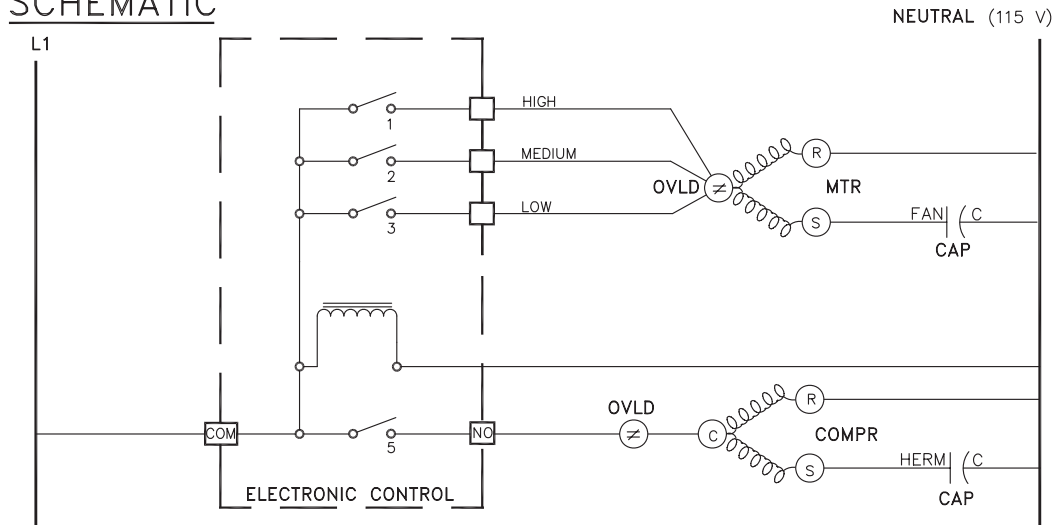 SCHEMATIC
NEUTRAL (115 V)
L1
HIGH
1
MEDIUM
2
LOW
3
OVLD
≠
R
MTR
S
FAN
C
CAP
COM
5
NO
OVLD
≠
C
R
COMPR
S
HERM
C
CAP
ELECTRONIC CONTROL